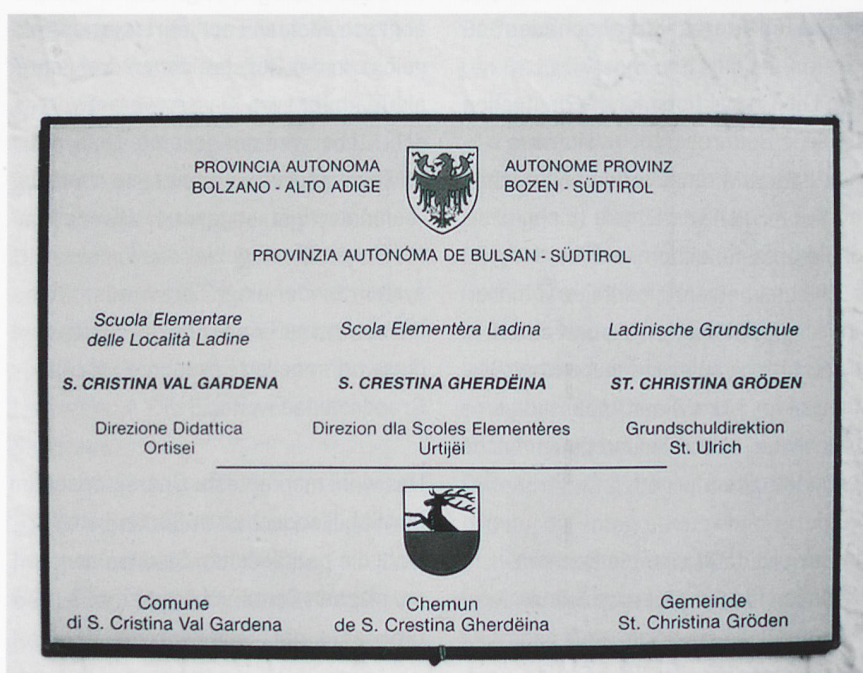 PROVINCIA AUTONOMA
BOLZANO - ALTO ADIGE
AUTONOME PROVINZ
BOZEN - SÜDTIROL
PROVINZIA AUTONÓMA DE BULSAN - SÜDTIROL
Scuola Elementare
delle Località Ladine
S. CRISTINA VAL GARDENA
Direzione Didattica
Ortisei
Scola Elementèra Ladina
S. CRESTINA GHERDËINA
Direzion dla Scoles Elementères
Urtijëi
Ladinische Grundschule
ST. CHRISTINA GRÖDEN
Grundschuldirektion
St. Ulrich
Comune
di S. Cristina Val Gardena
Chemun
de S. Crestina Gherdëina
Gemeinde
St. Christina Gröden